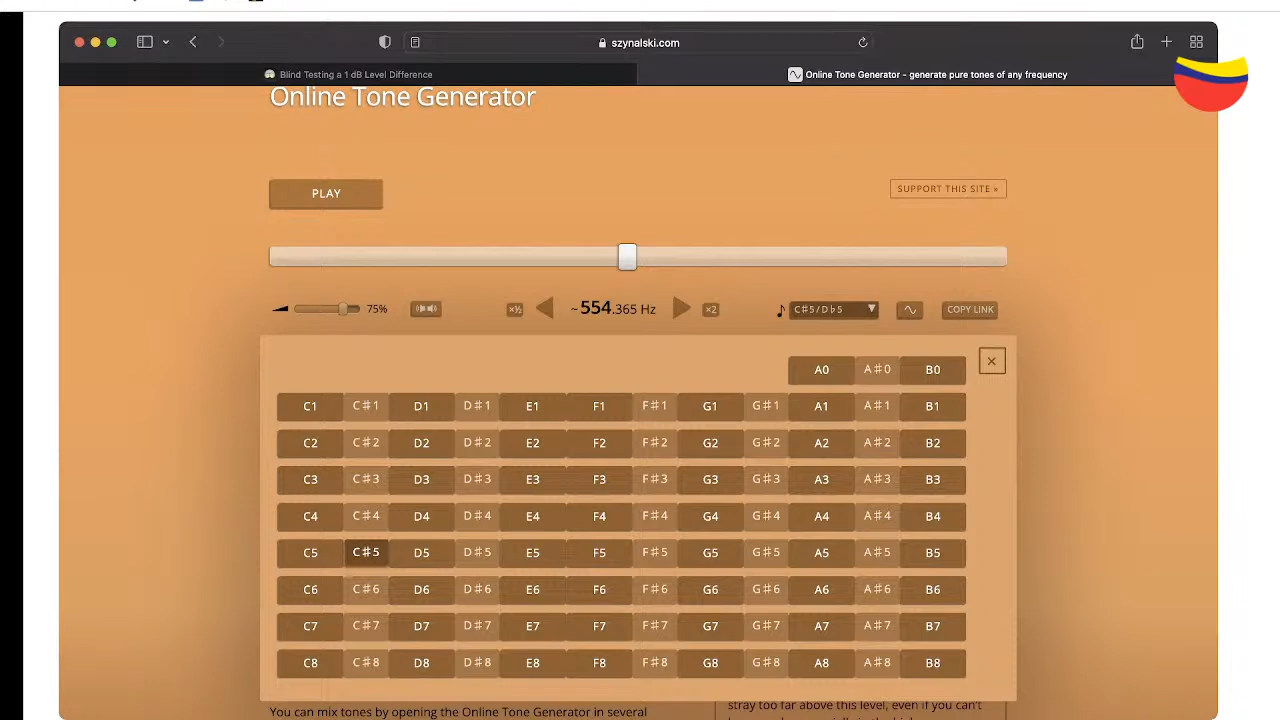 szynalski.com
Blind Testing a 1 dB Level Difference
Online Tone Generator - generate pure tones of any frequency
Online Tone Generator
PLAY
SUPPORT THIS SITE »
75% ×½ ~ 554.365 Hz ×2 C♯5/D♭5 COPY LINK
A0 A♯0 B0 ×
C1 C♯1 D1 D♯1 E1 F1 F♯1 G1 G♯1 A1 A♯1 B1
C2 C♯2 D2 D♯2 E2 F2 F♯2 G2 G♯2 A2 A♯2 B2
C3 C♯3 D3 D♯3 E3 F3 F♯3 G3 G♯3 A3 A♯3 B3
C4 C♯4 D4 D♯4 E4 F4 F♯4 G4 G♯4 A4 A♯4 B4
C5 C♯5 D5 D♯5 E5 F5 F♯5 G5 G♯5 A5 A♯5 B5
C6 C♯6 D6 D♯6 E6 F6 F♯6 G6 G♯6 A6 A♯6 B6
C7 C♯7 D7 D♯7 E7 F7 F♯7 G7 G♯7 A7 A♯7 B7
C8 C♯8 D8 D♯8 E8 F8 F♯8 G8 G♯8 A8 A♯8 B8
You can mix tones by opening the Online Tone Generator in several
stray too far above this level, even if you can't